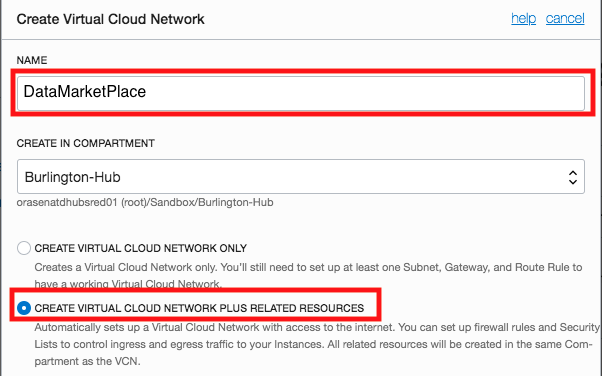 Create Virtual Cloud Network help cancel
NAME
DataMarketPlace
CREATE IN COMPARTMENT
Burlington-Hub
orasenatdhubsred01 (root)/Sandbox/Burlington-Hub
CREATE VIRTUAL CLOUD NETWORK ONLY
Creates a Virtual Cloud Network only. You'll still need to set up at least one Subnet, Gateway, and Route Rule to
have a working Virtual Cloud Network.
CREATE VIRTUAL CLOUD NETWORK PLUS RELATED RESOURCES
Automatically sets up a Virtual Cloud Network with access to the internet. You can set up firewall rules and Security
Lists to control ingress and egress traffic to your Instances. All related resources will be created in the same Com-
partment as the VCN.